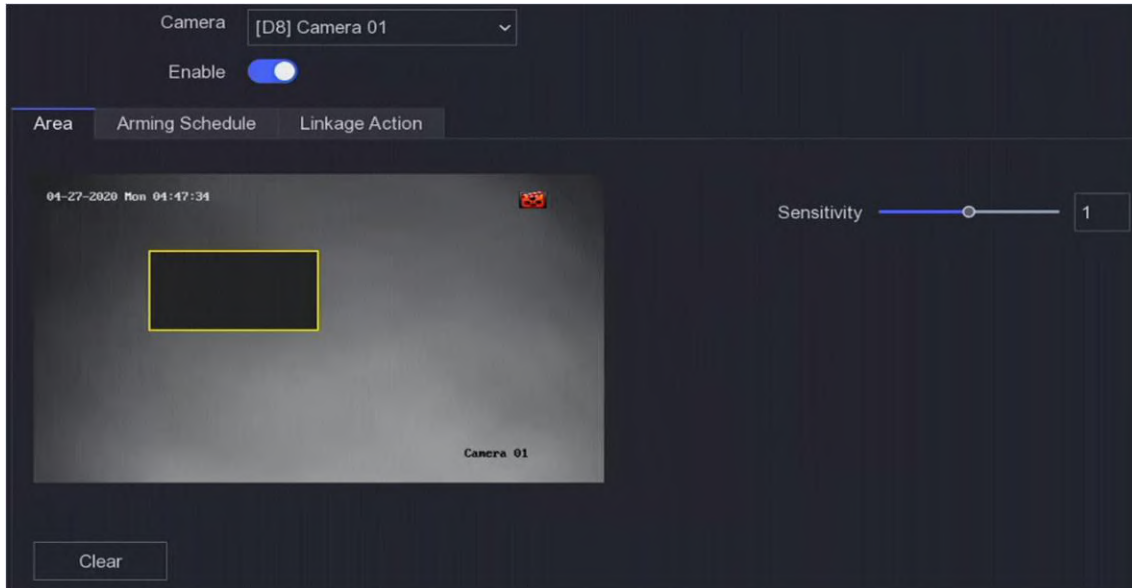 Camera [D8] Camera 01
Enable
Area Arming Schedule Linkage Action
04-27-2020 Mon 04:47:34
Sensitivity 1
Camera 01
Clear